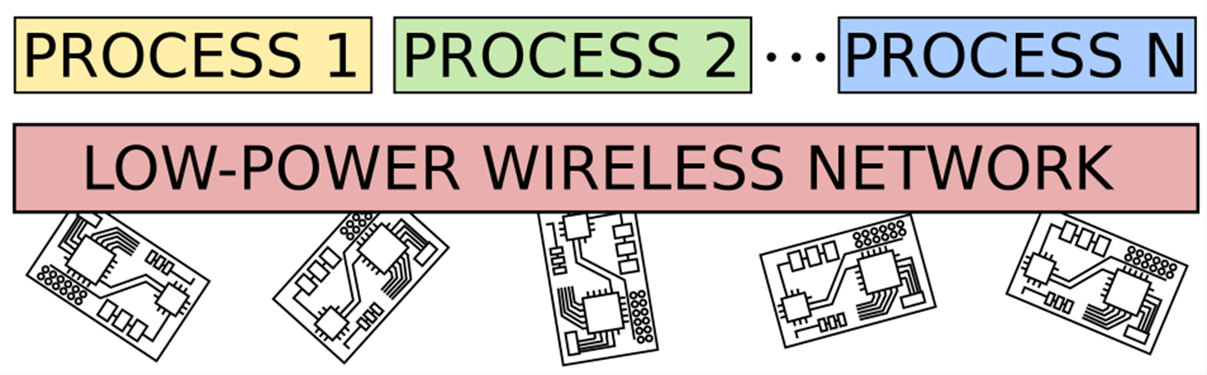 PROCESS 1 PROCESS 2 ... PROCESS N
LOW-POWER WIRELESS NETWORK